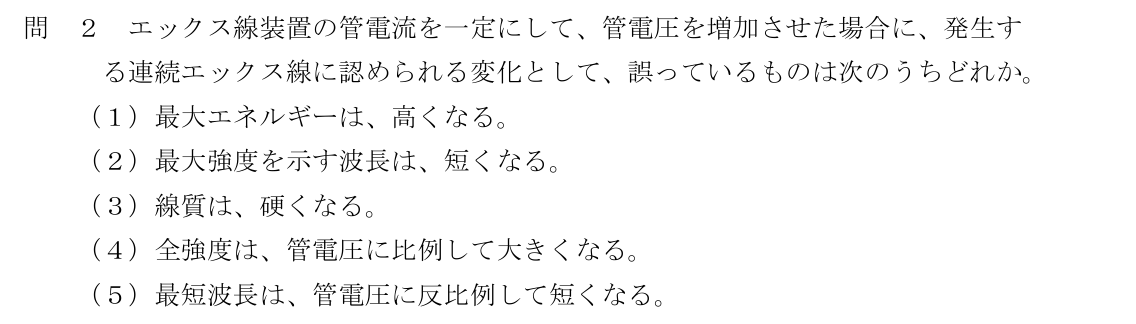 問　２　エックス線装置の管電流を一定にして、管電圧を増加させた場合に、発生す
る連続エックス線に認められる変化として、誤っているものは次のうちどれか。
（１）最大エネルギーは、高くなる。
（２）最大強度を示す波長は、短くなる。
（３）線質は、硬くなる。
（４）全強度は、管電圧に比例して大きくなる。
（５）最短波長は、管電圧に反比例して短くなる。